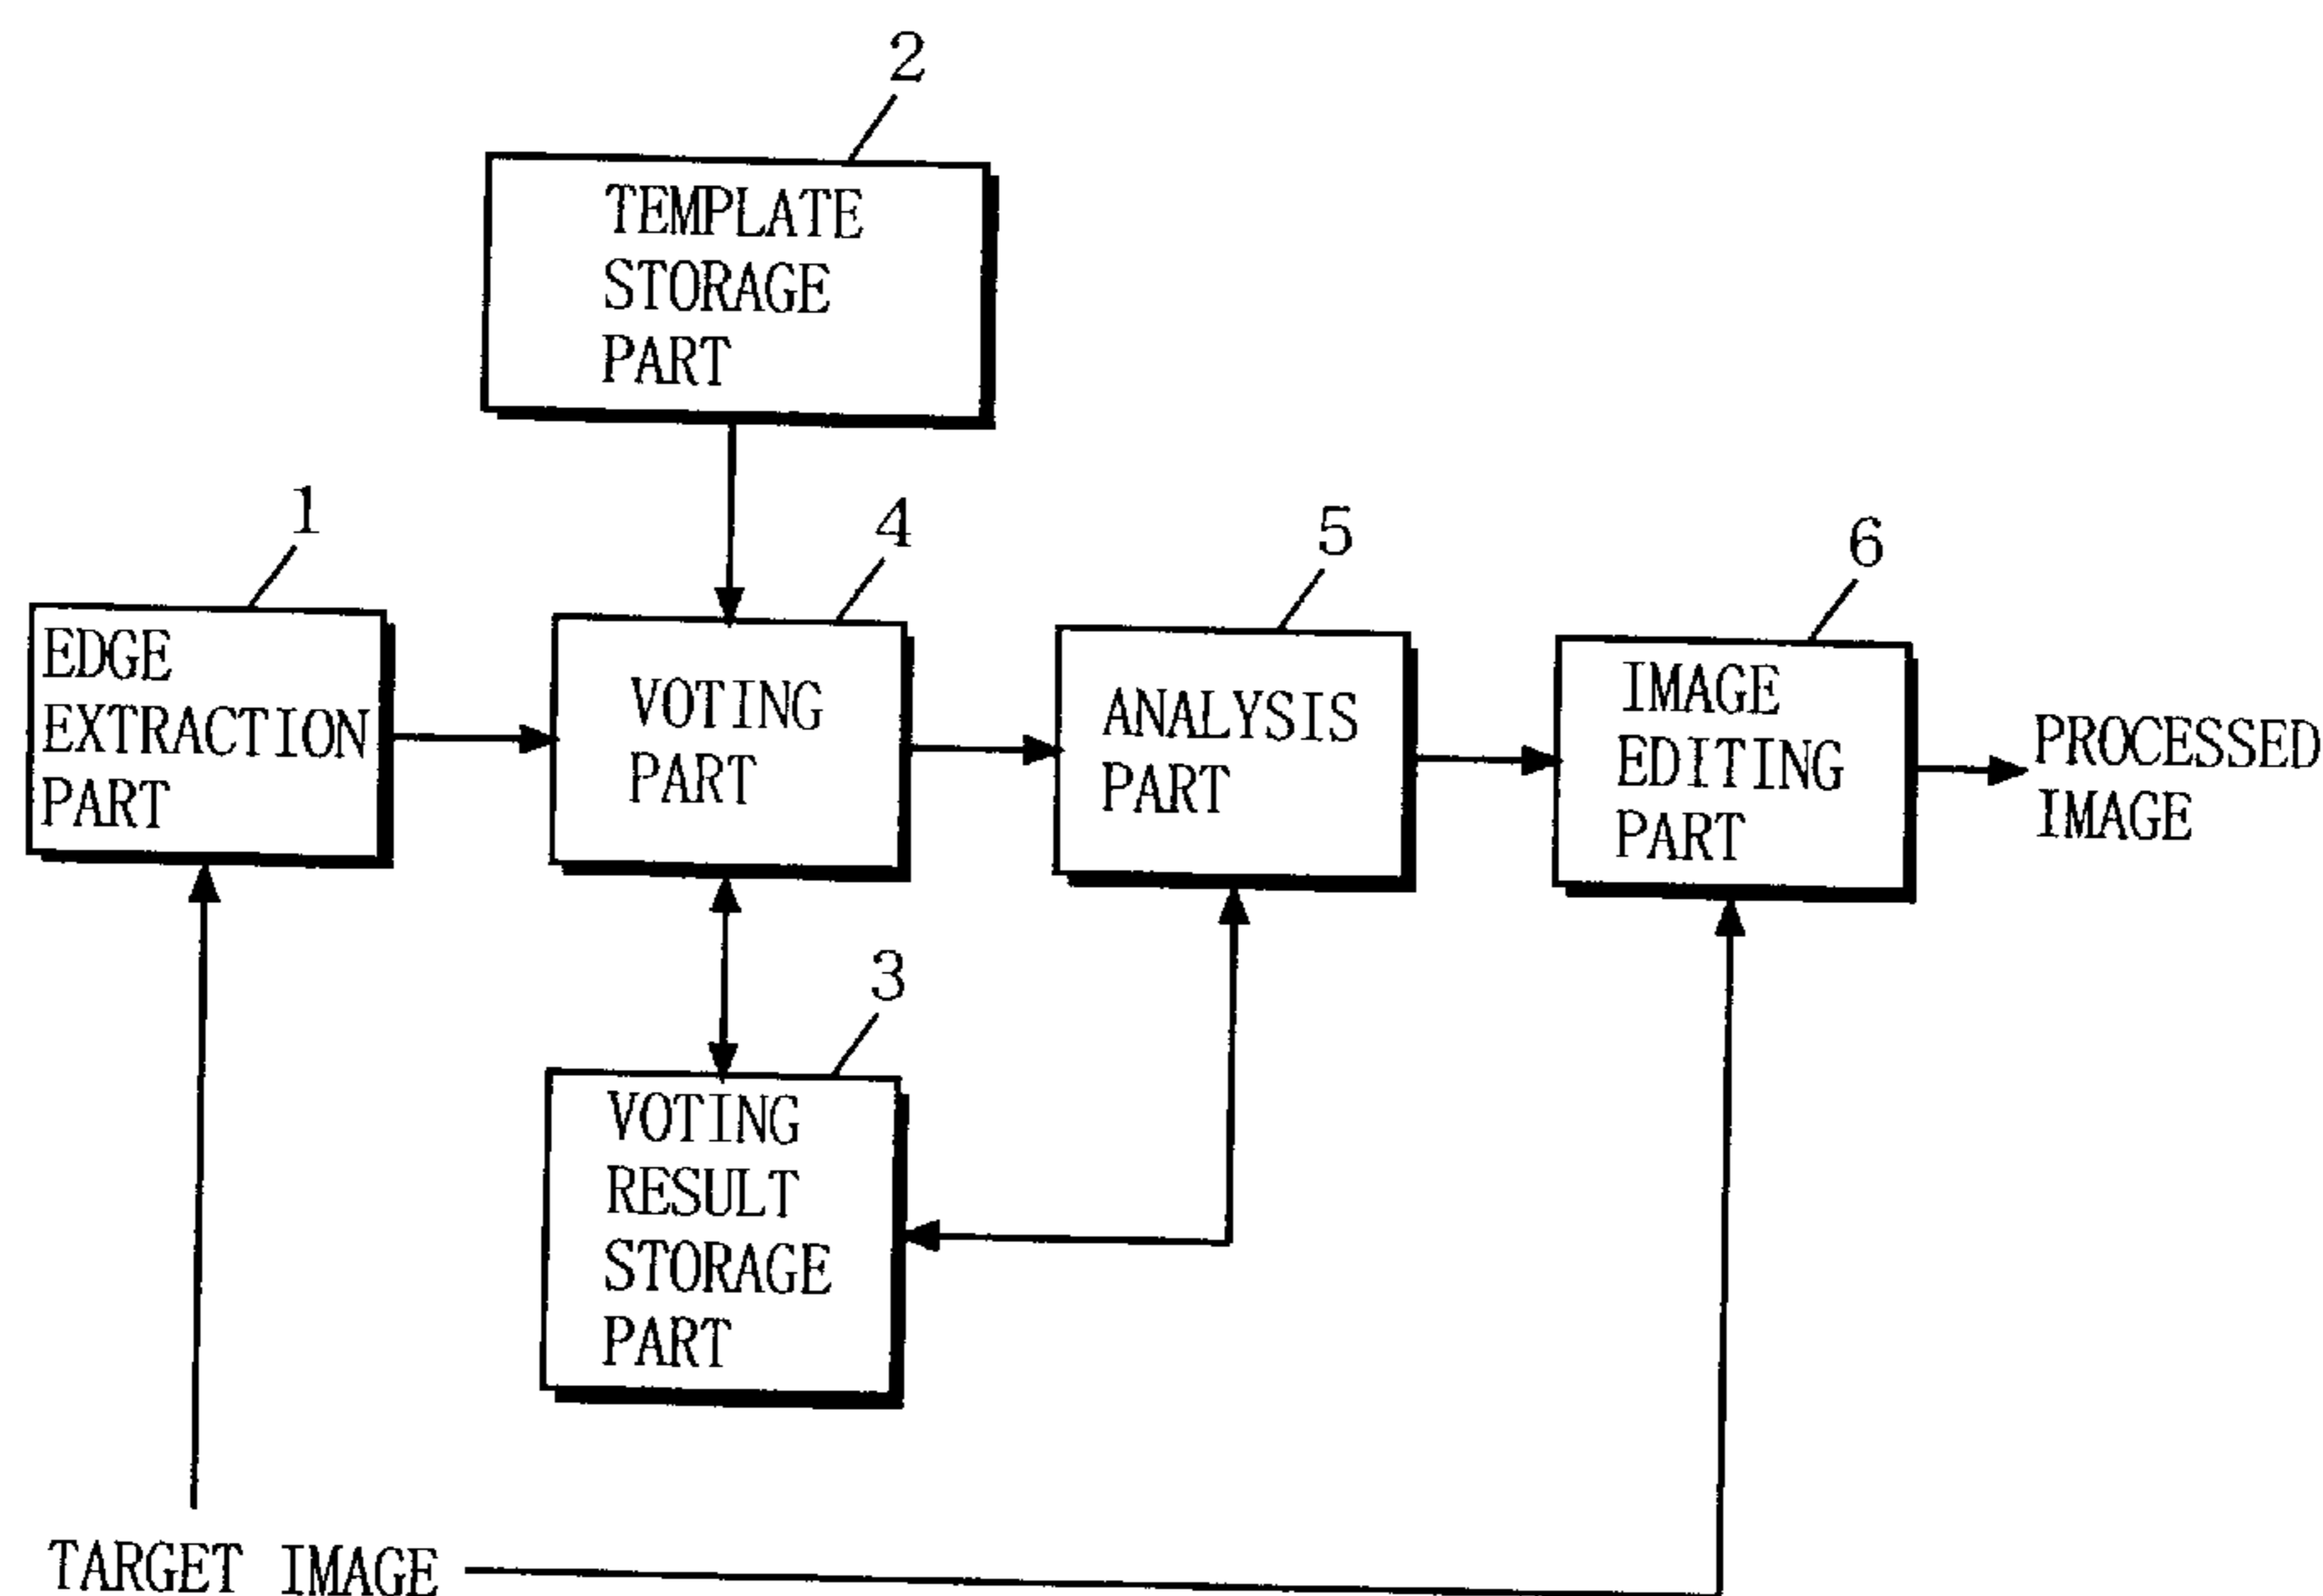 2
TEMPLATE
STORAGE
PART
1
EDGE
EXTRACTION
PART
4
VOTING
PART
5
ANALYSIS
PART
6
IMAGE
EDITING
PART
PROCESSED
IMAGE
3
VOTING
RESULT
STORAGE
PART
TARGET IMAGE